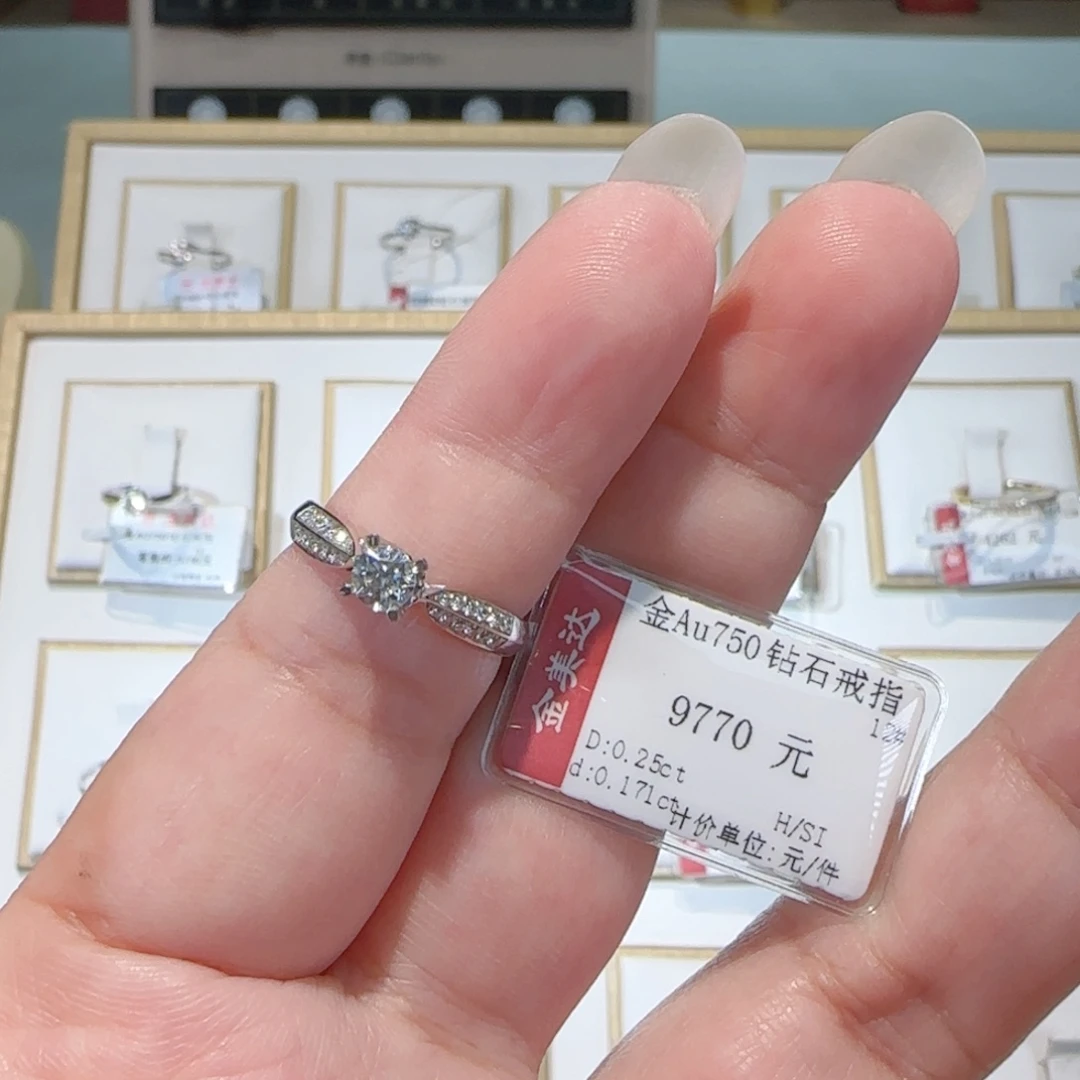 金美达
金Au750钻石戒指
9770 元
D:0.25ct
d:0.171ct
H/SI
计价单位:元/件